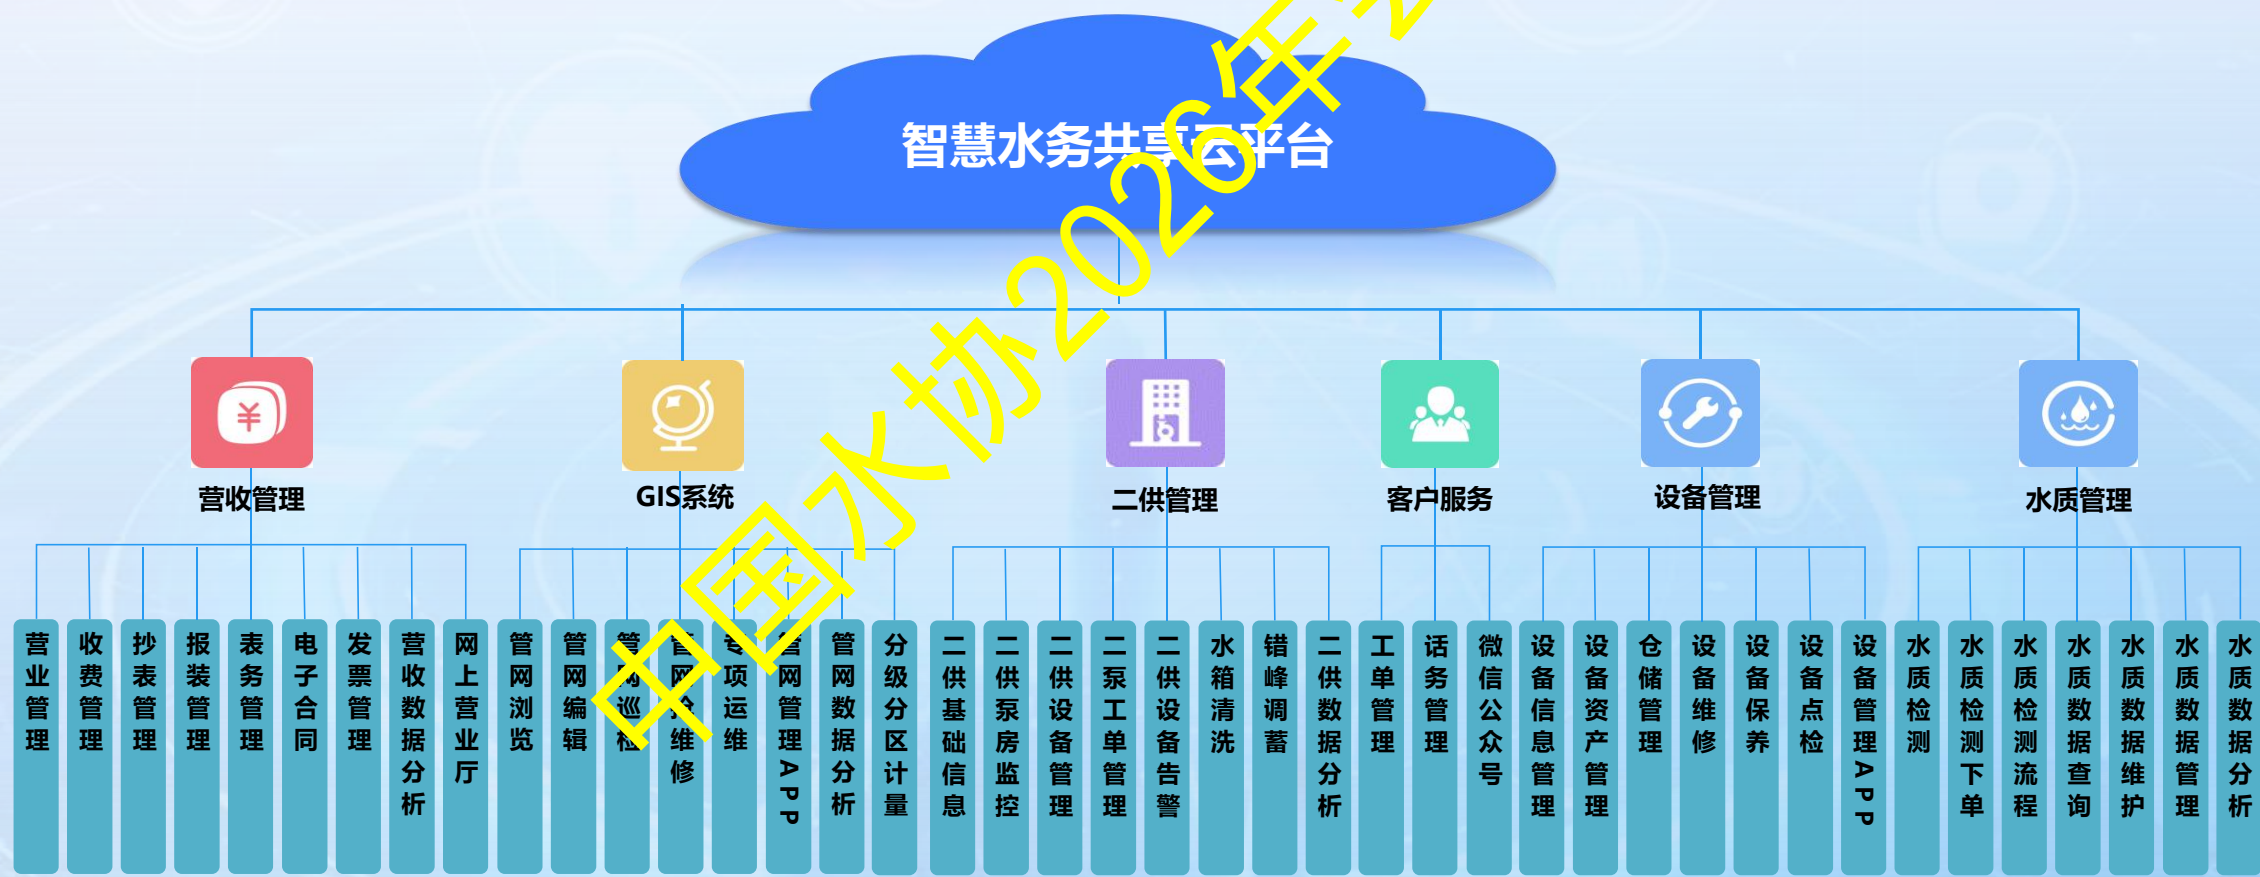 智慧水务共享云平台
中国水协2026年
营收管理
GIS系统
二供管理
客户服务
设备管理
水质管理
营业管理
收费管理
抄表管理
报装管理
表务管理
电子合同
发票管理
营收数据分析
网上营业厅
管网浏览
管网编辑
管网巡检
管网抢维修
专项运维
管网管理APP
管网数据分析
分级分区计量
二供基础信息
二供泵房监控
二供设备管理
二泵工单管理
二供设备告警
水箱清洗
错峰调蓄
二供数据分析
工单管理
话务管理
微信公众号
设备信息管理
设备资产管理
仓储管理
设备维修
设备保养
设备点检
设备管理APP
水质检测
水质检测下单
水质检测流程
水质数据查询
水质数据维护
水质数据管理
水质数据分析